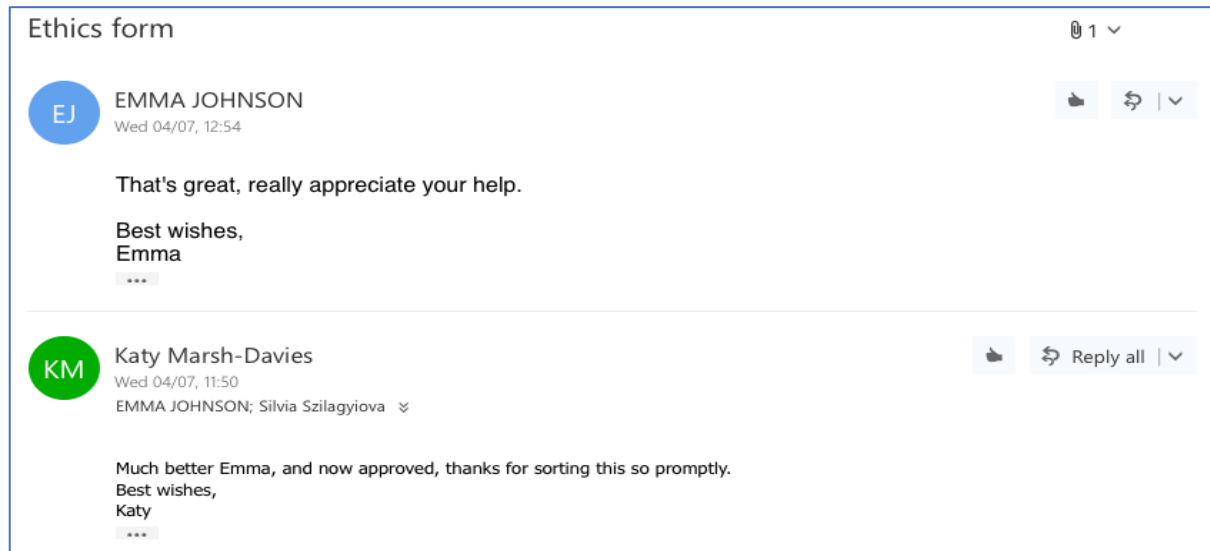 Ethics form
1
EJ
EMMA JOHNSON
Wed 04/07, 12:54
That's great, really appreciate your help.
Best wishes,
Emma
...
KM
Katy Marsh-Davies
Reply all
Wed 04/07, 11:50
EMMA JOHNSON; Silvia Szilagyiova
Much better Emma, and now approved, thanks for sorting this so promptly.
Best wishes,
Katy
...